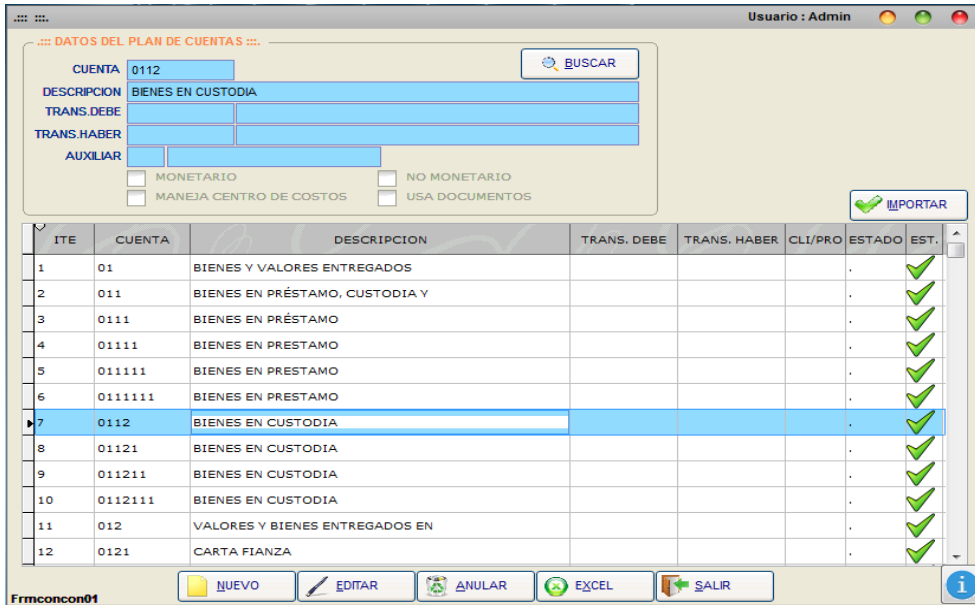 .:::: :::.
Usuario : Admin
.:::: DATOS DEL PLAN DE CUENTAS ::::.
CUENTA 0112
BUSCAR
DESCRIPCION BIENES EN CUSTODIA
TRANS.DEBE
TRANS.HABER
AUXILIAR
MONETARIO NO MONETARIO
MANEJA CENTRO DE COSTOS USA DOCUMENTOS
IMPORTAR
ITE CUENTA DESCRIPCION TRANS. DEBE TRANS. HABER CLI/PRO ESTADO EST.
1 01 BIENES Y VALORES ENTREGADOS .
2 011 BIENES EN PRÉSTAMO, CUSTODIA Y .
3 0111 BIENES EN PRÉSTAMO .
4 01111 BIENES EN PRESTAMO .
5 011111 BIENES EN PRESTAMO .
6 0111111 BIENES EN PRESTAMO .
7 0112 BIENES EN CUSTODIA .
8 01121 BIENES EN CUSTODIA .
9 011211 BIENES EN CUSTODIA .
10 0112111 BIENES EN CUSTODIA .
11 012 VALORES Y BIENES ENTREGADOS EN .
12 0121 CARTA FIANZA .
NUEVO EDITAR ANULAR EXCEL SALIR
Frmconcon01